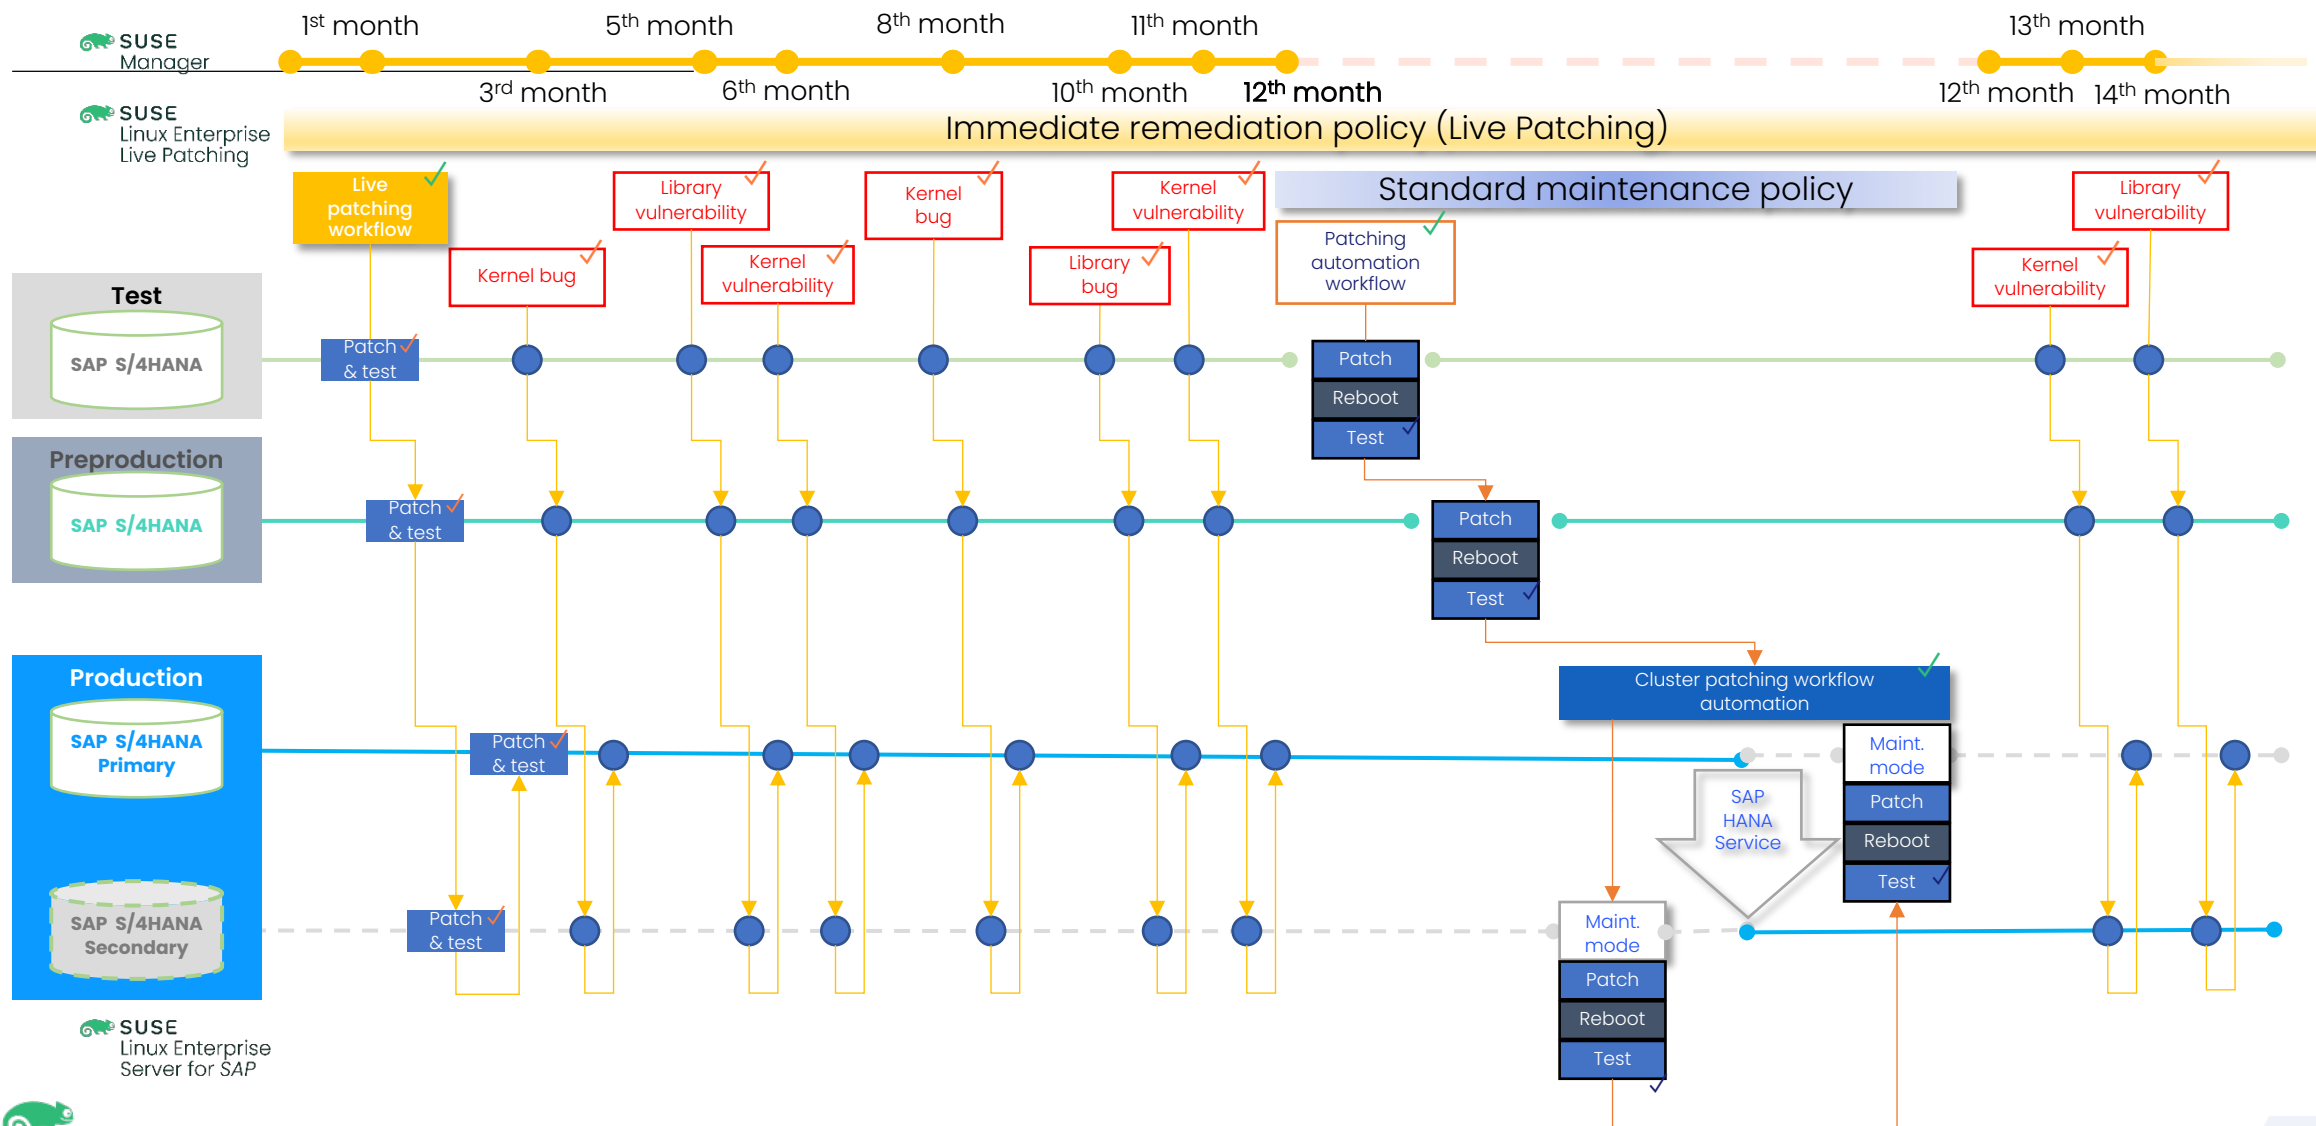 1st month
5th month
8th month
11th month
13th month
SUSE
Manager
3rd month
6th month
10th month
12th month
12th month
14th month
SUSE
Linux Enterprise
Live Patching
Immediate remediation policy (Live Patching)
Live
patching
workflow
Library
vulnerability
Kernel
bug
Kernel
vulnerability
Standard maintenance policy
Library
vulnerability
Kernel bug
Kernel
vulnerability
Library
bug
Patching
automation
workflow
Kernel
vulnerability
Test
SAP S/4HANA
Patch
& test
Patch
Reboot
Test
Preproduction
SAP S/4HANA
Patch
& test
Patch
Reboot
Test
Production
SAP S/4HANA
Primary
Patch
& test
Cluster patching workflow
automation
Maint.
mode
Patch
Reboot
Test
SAP
HANA
Service
SAP S/4HANA
Secondary
Patch
& test
Maint.
mode
Patch
Reboot
Test
SUSE
Linux Enterprise
Server for SAP